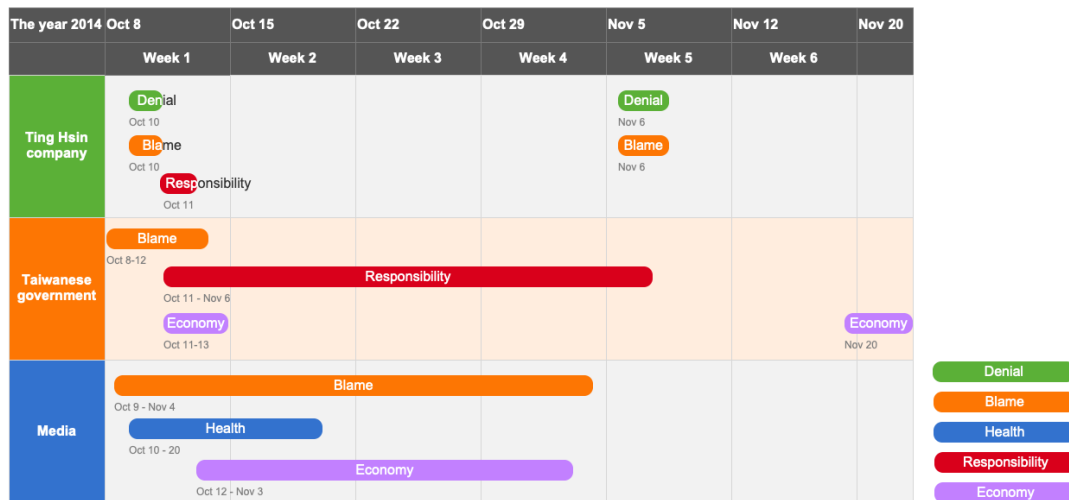 The year 2014 Oct 8 Oct 15 Oct 22 Oct 29 Nov 5 Nov 12 Nov 20
Week 1 Week 2 Week 3 Week 4 Week 5 Week 6
Ting Hsin
company
Denial Denial
Oct 10 Nov 6
Blame Blame
Oct 10 Nov 6
Responsibility
Oct 11
Taiwanese
government
Blame
Oct 8-12
Responsibility
Oct 11 - Nov 6
Economy Economy
Oct 11-13 Nov 20
Media
Blame
Oct 9 - Nov 4
Health
Oct 10 - 20
Economy
Oct 12 - Nov 3
Denial
Blame
Health
Responsibility
Economy